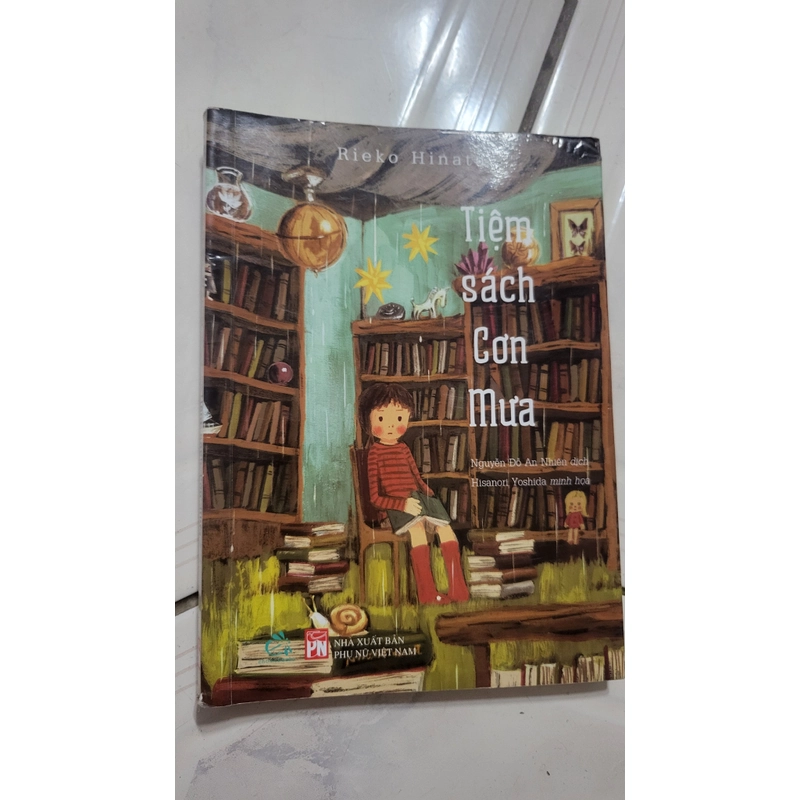 Rieko Hinat
Tiệm
sách
Cơn
Mưa
Nguyễn Đỗ An Nhiên dịch
Hisanori Yoshida minh hoạ
PN
NHÀ XUẤT BẢN
PHỤ NỮ VIỆT NAM